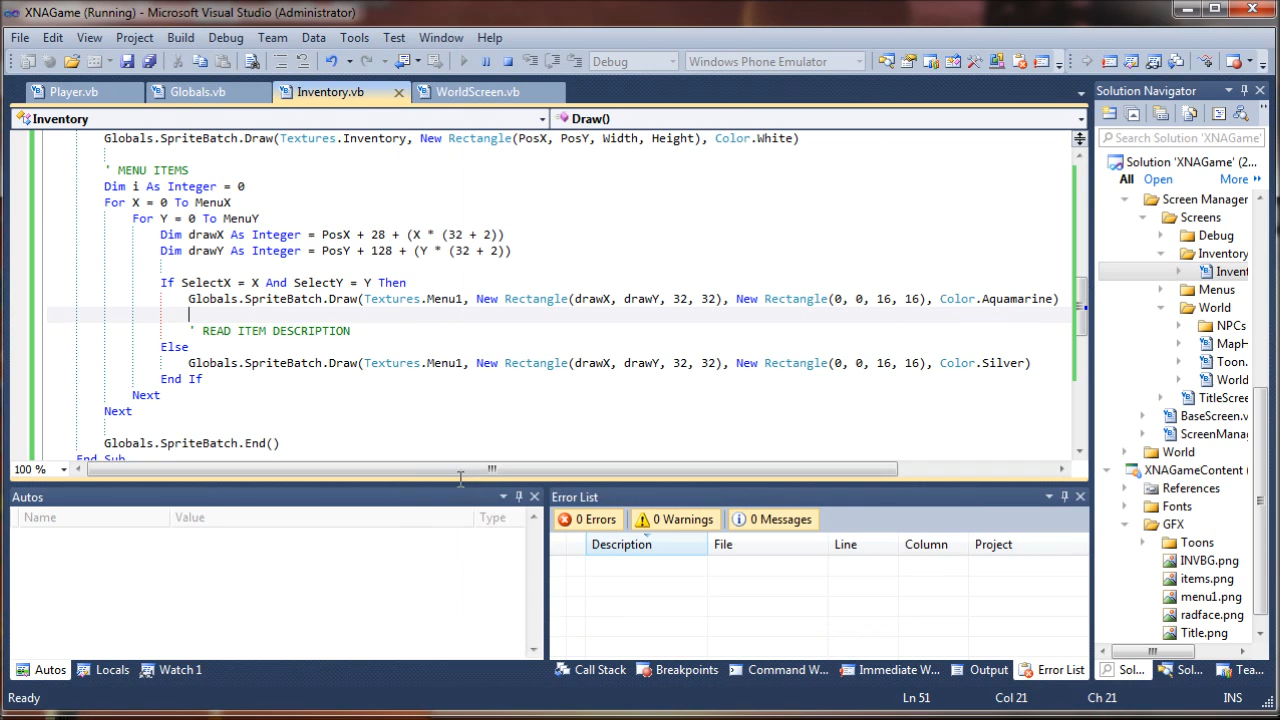 XNAGame (Running) - Microsoft Visual Studio (Administrator)
File Edit View Project Build Debug Team Data Tools Test Window Help
Debug Windows Phone Emulator
Player.vb Globals.vb Inventory.vb WorldScreen.vb
Inventory Draw()
Globals.SpriteBatch.Draw(Textures.Inventory, New Rectangle(PosX, PosY, Width, Height), Color.White)
' MENU ITEMS
Dim i As Integer = 0
For X = 0 To MenuX
For Y = 0 To MenuY
Dim drawX As Integer = PosX + 28 + (X * (32 + 2))
Dim drawY As Integer = PosY + 128 + (Y * (32 + 2))
If SelectX = X And SelectY = Y Then
Globals.SpriteBatch.Draw(Textures.Menu1, New Rectangle(drawX, drawY, 32, 32), New Rectangle(0, 0, 16, 16), Color.Aquamarine)
' READ ITEM DESCRIPTION
Else
Globals.SpriteBatch.Draw(Textures.Menu1, New Rectangle(drawX, drawY, 32, 32), New Rectangle(0, 0, 16, 16), Color.Silver)
End If
Next
Next
Globals.SpriteBatch.End()
End Sub
100 %
Autos
Name Value Type
Autos Locals Watch 1
Error List
0 Errors 0 Warnings 0 Messages
Description File Line Column Project
Call Stack Breakpoints Command W... Immediate W... Output Error List
Solution Navigator
Search Solution 'XNAGame'
Solution 'XNAGame' (2...
All Open More
Screen Manager
Screens
Debug
Inventory
Invent
Menus
World
NPCs
MapH
Toon.
World
TitleScree
BaseScreen.v
ScreenManag
World
XNAGameContent (
References
Fonts
GFX
Toons
INVBG.png
items.png
menu1.png
radface.png
Title.png
Sol... Sol... Tea...
Ready Ln 51 Col 21 Ch 21 INS